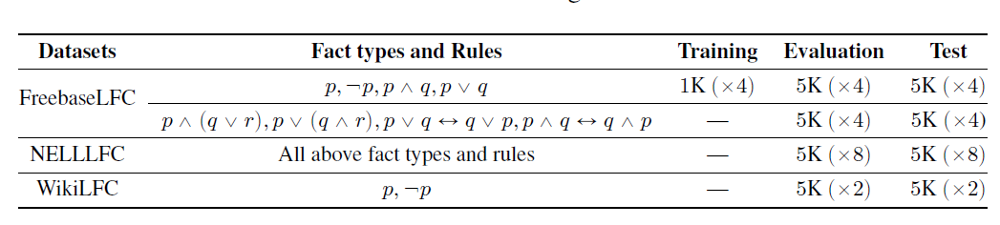 Datasets Fact types and Rules Training Evaluation Test
FreebaseLFC p, ¬p, p ∧ q, p ∨ q 1K (×4) 5K (×4) 5K (×4)
p ∧ (q ∨ r), p ∨ (q ∧ r), p ∨ q ↔ q ∨ p, p ∧ q ↔ q ∧ p — 5K (×4) 5K (×4)
NELLLFC All above fact types and rules — 5K (×8) 5K (×8)
WikiLFC p, ¬p — 5K (×2) 5K (×2)